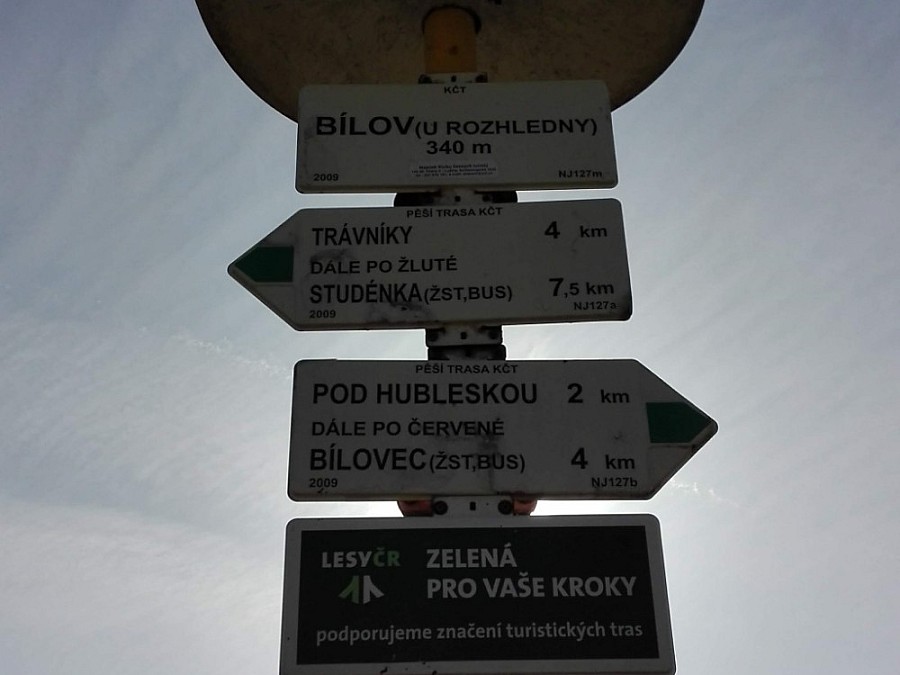 KČT
BÍLOV(U ROZHLEDNY)
340 m
2009 NJ127m
PĚŠÍ TRASA KČT
TRÁVNÍKY 4 km
DÁLE PO ŽLUTÉ
STUDÉNKA(ŽST,BUS) 7,5 km
2009 NJ127a
PĚŠÍ TRASA KČT
POD HUBLESKOU 2 km
DÁLE PO ČERVENÉ
BÍLOVEC(ŽST,BUS) 4 km
2009 NJ127b
LESYČR ZELENÁ
PRO VAŠE KROKY
podporujeme značení turistických tras